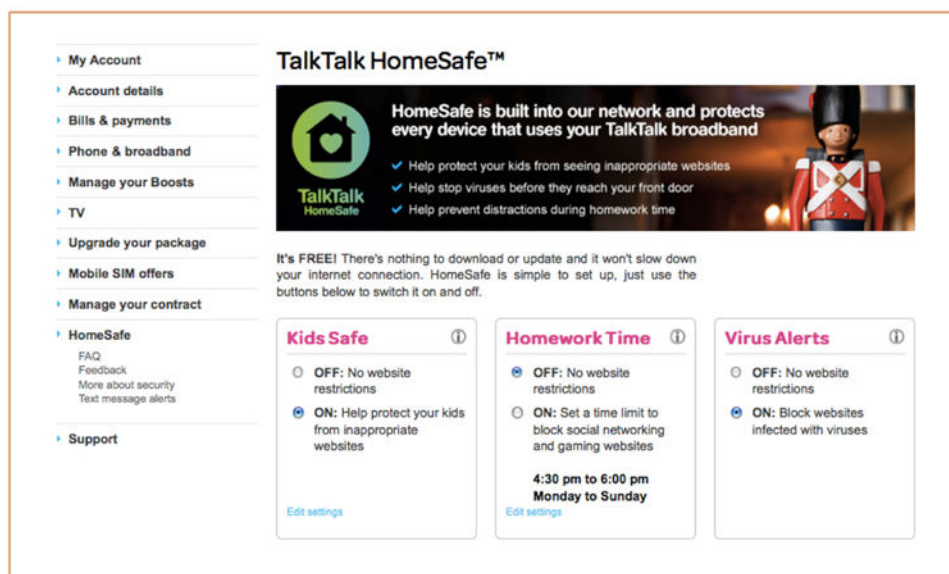 My Account
Account details
Bills & payments
Phone & broadband
Manage your Boosts
TV
Upgrade your package
Mobile SIM offers
Manage your contract
HomeSafe
FAQ
Feedback
More about security
Text message alerts
Support
TalkTalk HomeSafe™
TalkTalk
HomeSafe
HomeSafe is built into our network and protects
every device that uses your TalkTalk broadband
Help protect your kids from seeing inappropriate websites
Help stop viruses before they reach your front door
Help prevent distractions during homework time
It's FREE! There's nothing to download or update and it won't slow down
your internet connection. HomeSafe is simple to set up, just use the
buttons below to switch it on and off.
Kids Safe
OFF: No website
restrictions
ON: Help protect your kids
from inappropriate
websites
Edit settings
Homework Time
OFF: No website
restrictions
ON: Set a time limit to
block social networking
and gaming websites
4:30 pm to 6:00 pm
Monday to Sunday
Edit settings
Virus Alerts
OFF: No website
restrictions
ON: Block websites
infected with viruses